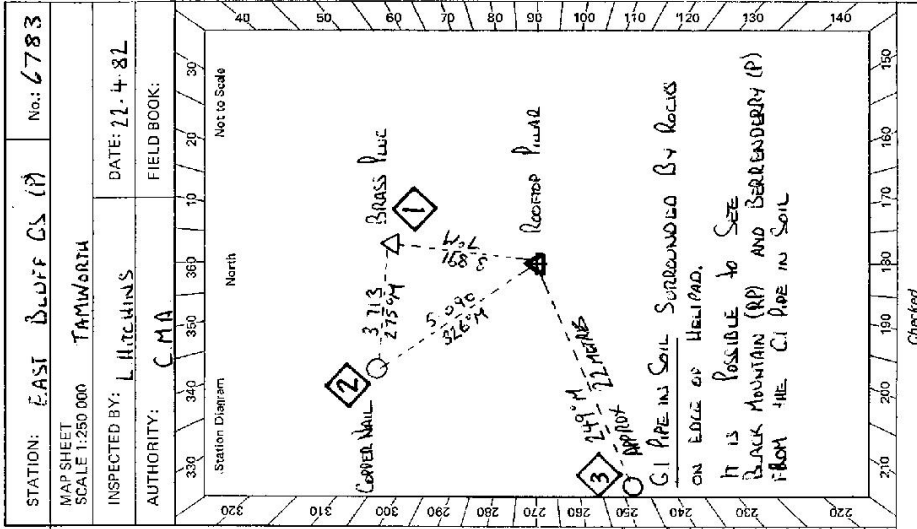 STATION: EAST BLUFF GS (P) No.: 6783
MAP SHEET
SCALE 1:250 000 TAMWORTH
INSPECTED BY: L HITCHINS DATE: 22.4.82
AUTHORITY: CMA FIELD BOOK:
330 340 350 360 10 20 30
North
Station Diagram Not to Scale
320 310 300 290 280 270 260 250 240 230 220
40 50 60 70 80 90 100 110 120 130 140
COPPER NAIL
2
3 713
275°M
BRASS PLUG
1
5.090
326°M
3.891
7°M
ROOFTOP PILLAR
249°M 22 METRES
APPROX
3
G.I PIPE IN SOIL SURROUNDED BY ROCKS
ON EDGE OF HELIPAD.
IT IS POSSIBLE TO SEE
BLACK MOUNTAIN (RP) AND BERRENDERRY (P)
FROM THE G.I PIPE IN SOIL
210 200 190 180 170 160 150
Checked